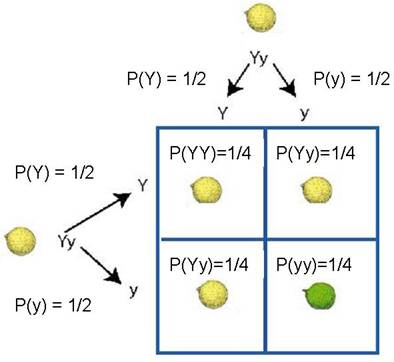 Yy
P(Y) = 1/2
P(y) = 1/2
Y
y
P(YY)=1/4
P(Yy)=1/4
P(Y) = 1/2
Y
Yy
P(Yy)=1/4
P(yy)=1/4
y
P(y) = 1/2